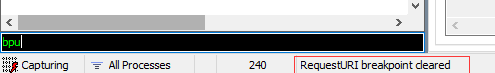 bpu
Capturing All Processes 240 RequestURI breakpoint cleared